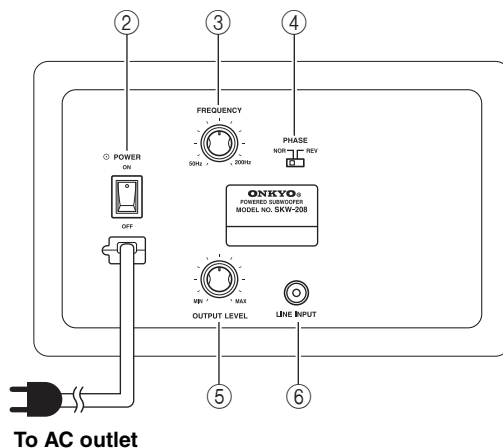 ② ③ ④
FREQUENCY
50Hz 200Hz
PHASE
NOR REV
POWER
ON
OFF
ONKYO®
POWERED SUBWOOFER
MODEL NO. SKW-208
MIN MAX
OUTPUT LEVEL
LINE INPUT
⑤ ⑥
To AC outlet